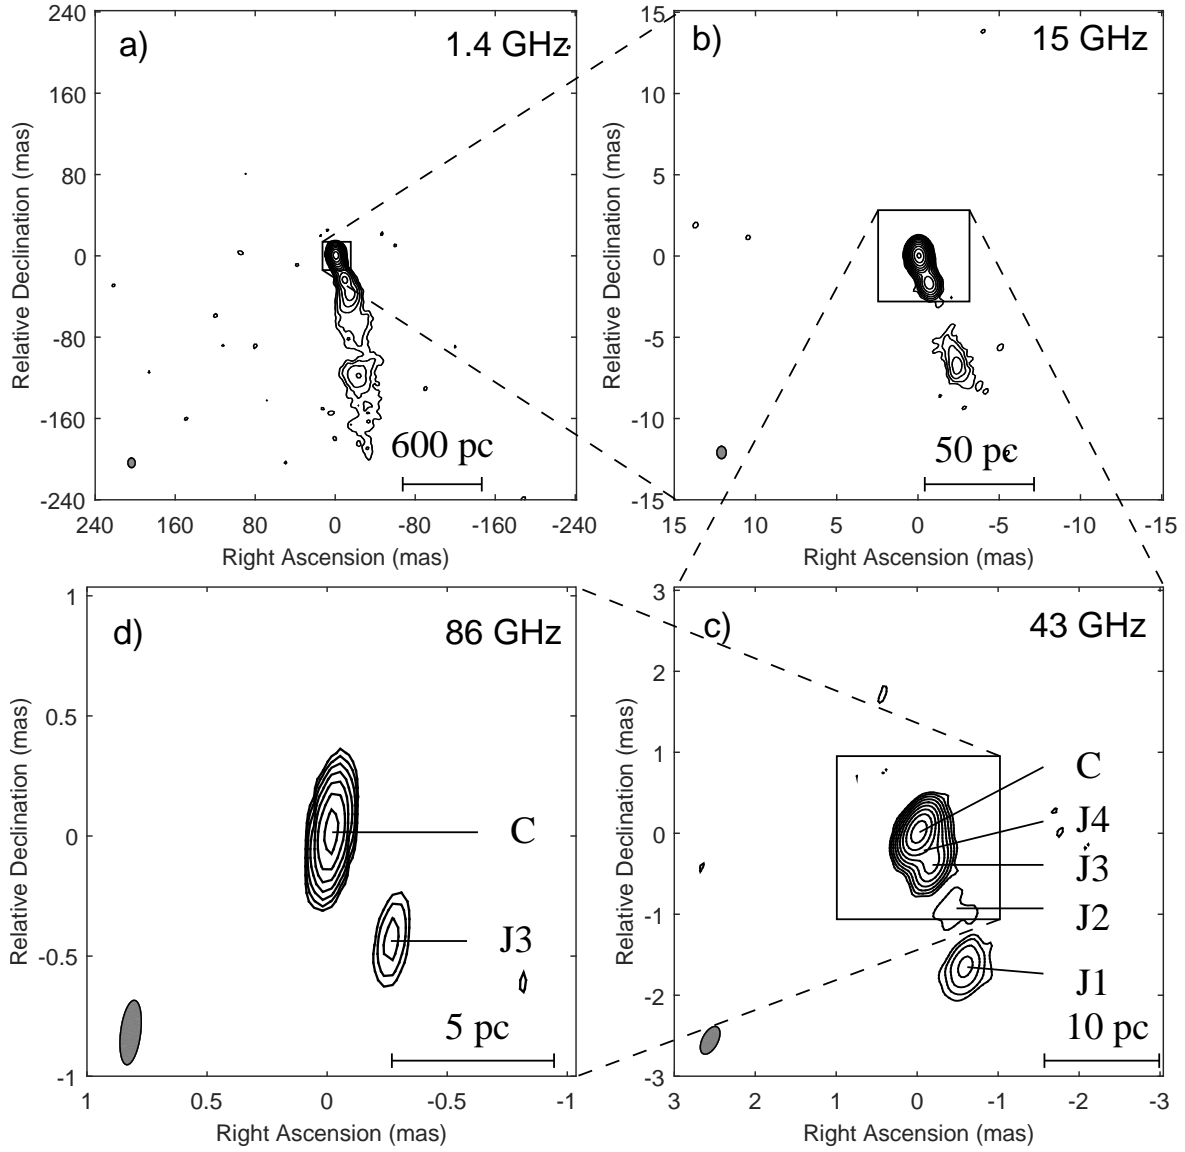 a)
1.4 GHz
240
160
80
0
-80
-160
-240
240 160 80 0 -80 -160 -240
Relative Declination (mas)
Right Ascension (mas)
600 pc
b)
15 GHz
15
10
5
0
-5
-10
-15
15 10 5 0 -5 -10 -15
Relative Declination (mas)
Right Ascension (mas)
50 pc
d)
86 GHz
1
0.5
0
-0.5
-1
1 0.5 0 -0.5 -1
Relative Declination (mas)
Right Ascension (mas)
C
J3
5 pc
c)
43 GHz
3
2
1
0
-1
-2
-3
3 2 1 0 -1 -2 -3
Relative Declination (mas)
Right Ascension (mas)
C
J4
J3
J2
J1
10 pc